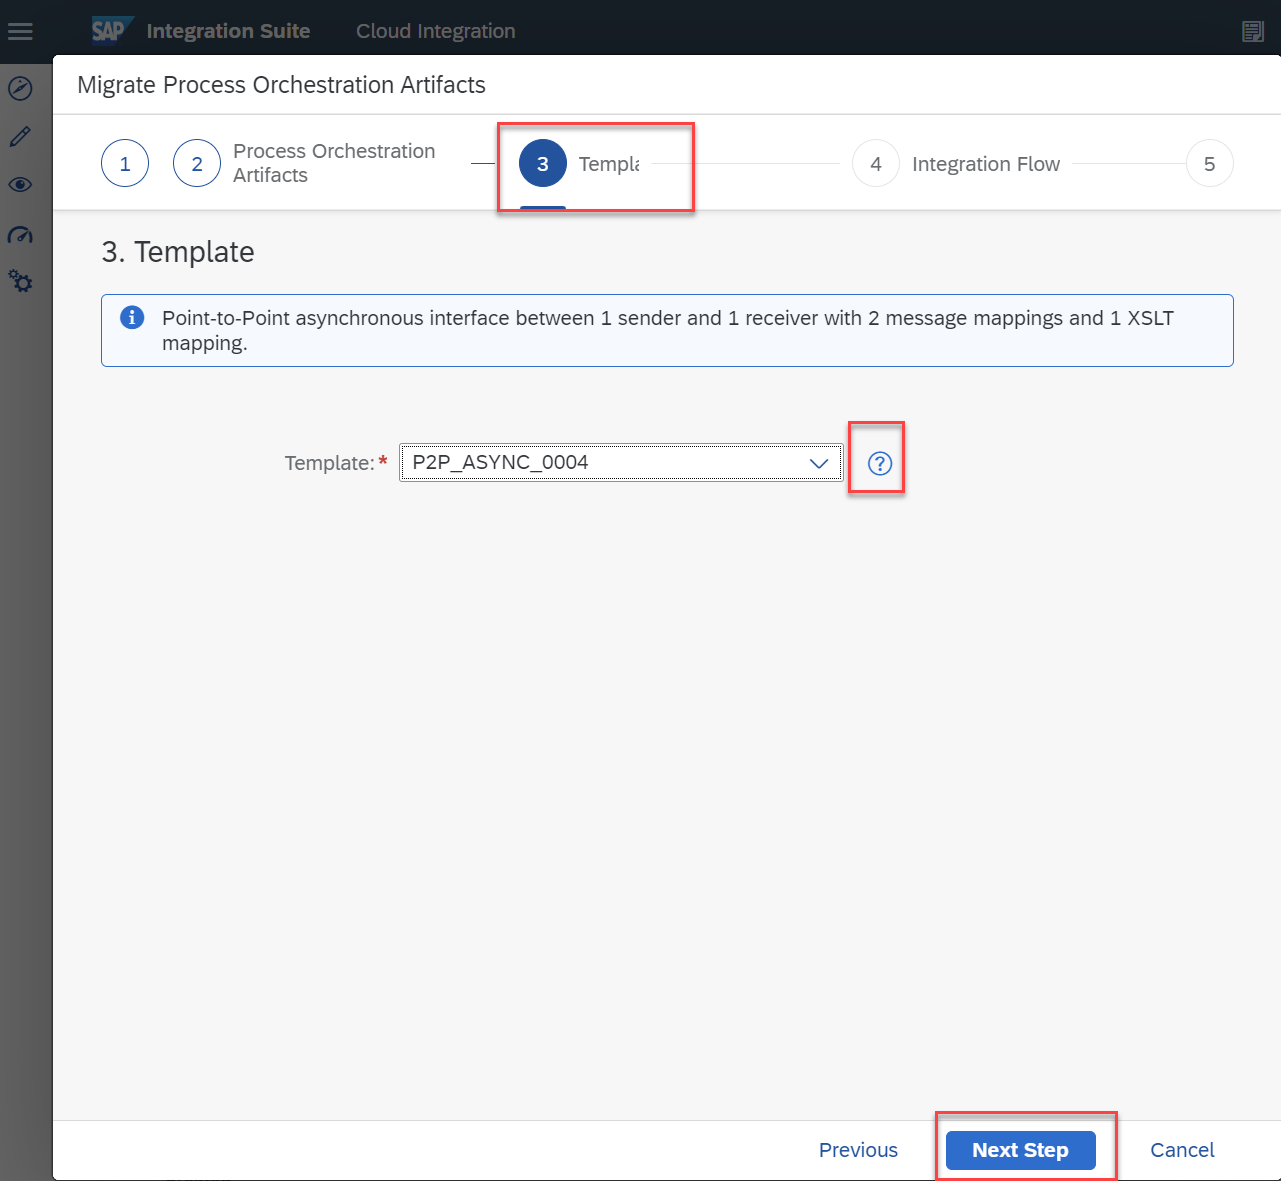 SAP Integration Suite Cloud Integration
Migrate Process Orchestration Artifacts
1 2 Process Orchestration
Artifacts
3 Templa
4 Integration Flow 5
3. Template
Point-to-Point asynchronous interface between 1 sender and 1 receiver with 2 message mappings and 1 XSLT
mapping.
Template:* P2P_ASYNC_0004
Previous Next Step Cancel